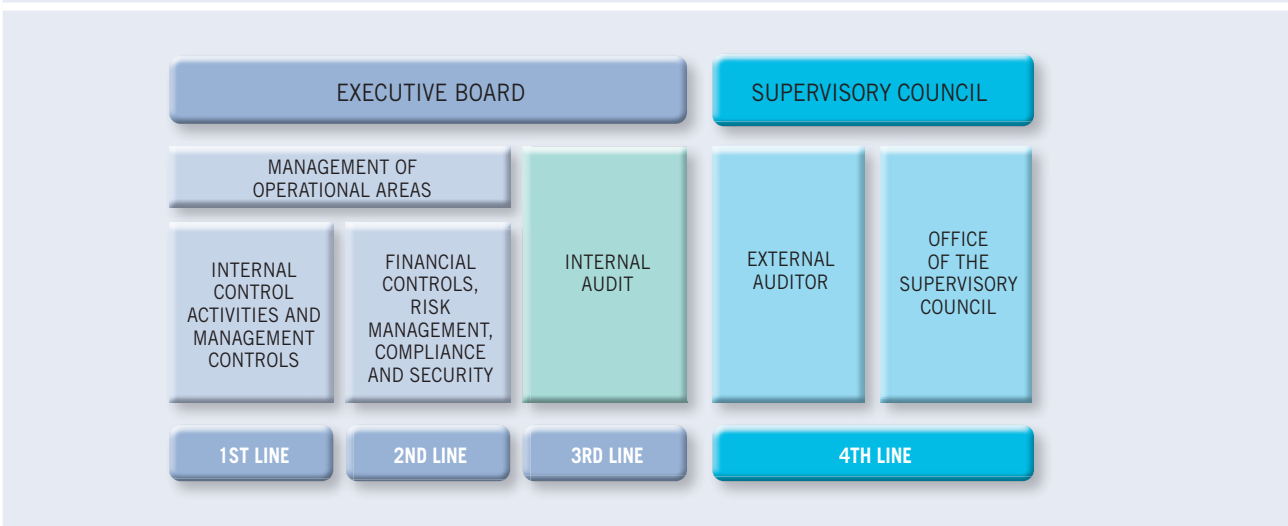 EXECUTIVE BOARD
SUPERVISORY COUNCIL
MANAGEMENT OF
OPERATIONAL AREAS
INTERNAL
CONTROL
ACTIVITIES AND
MANAGEMENT
CONTROLS
FINANCIAL
CONTROLS,
RISK
MANAGEMENT,
COMPLIANCE
AND SECURITY
INTERNAL
AUDIT
EXTERNAL
AUDITOR
OFFICE
OF THE
SUPERVISORY
COUNCIL
1ST LINE
2ND LINE
3RD LINE
4TH LINE